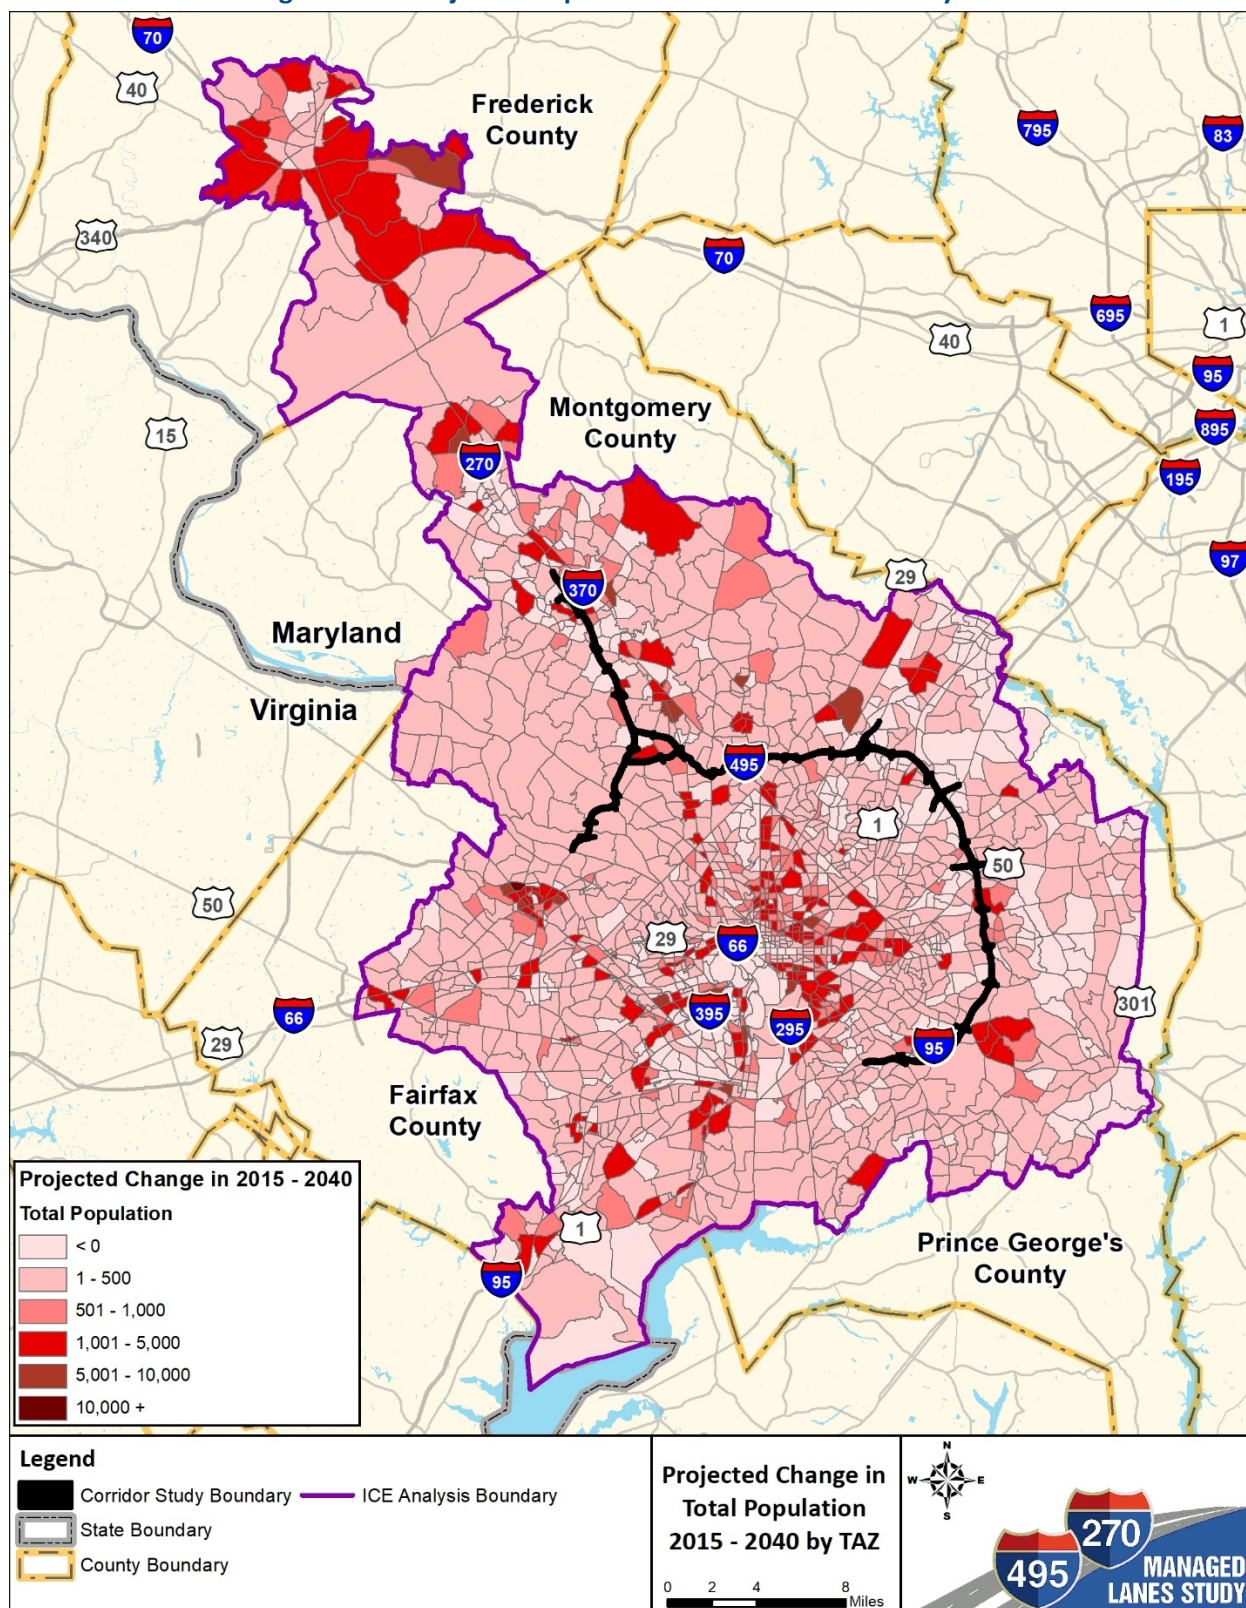 70
40
Frederick
County
795
83
340
70
695
1
40
95
15
Montgomery
County
895
270
195
97
29
370
Maryland
Virginia
495
1
50
50
29
66
301
395
295
66
95
29
Fairfax
County
Projected Change in 2015 - 2040
Total Population
< 0
1 - 500
501 - 1,000
1,001 - 5,000
5,001 - 10,000
10,000 +
1
95
Prince George's
County
Legend
Corridor Study Boundary
ICE Analysis Boundary
State Boundary
County Boundary
Projected Change in
Total Population
2015 - 2040 by TAZ
0 2 4 8
Miles
N
W E
S
270
495
MANAGED
LANES STUDY